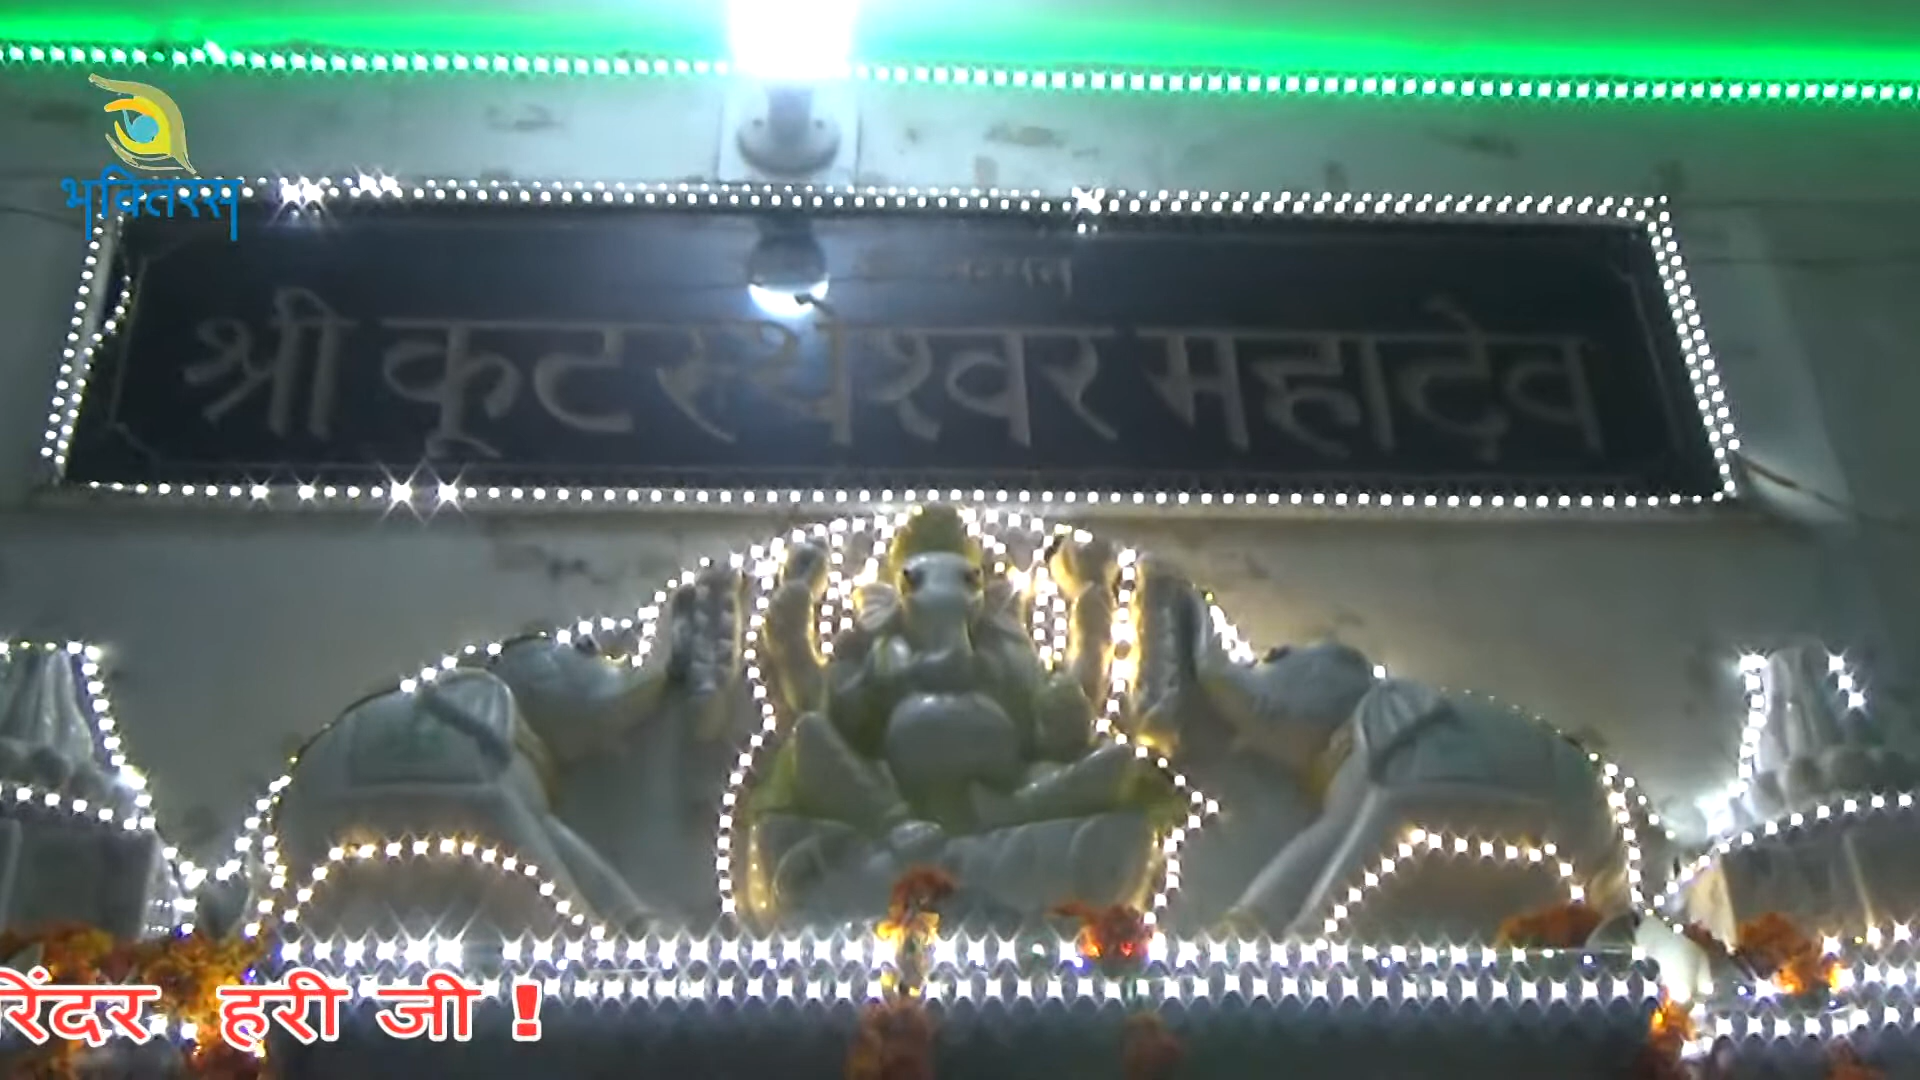 भक्तिरस
श्री कूटस्थेश्वर महादेव
रिंदर हरी जी !